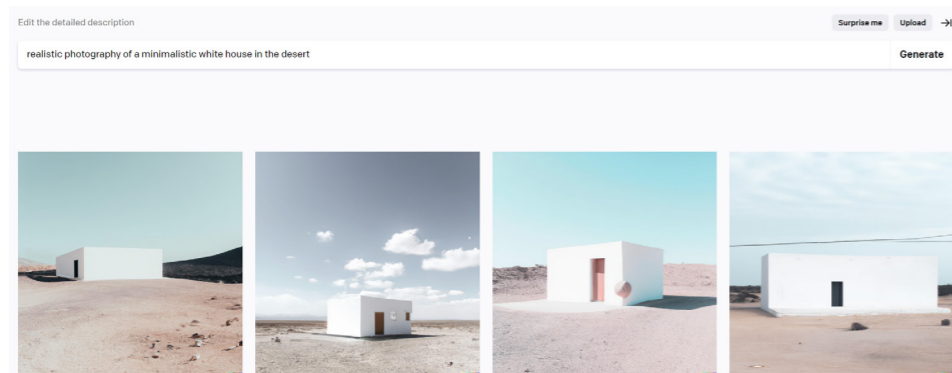 Edit the detailed description
Surprise me
Upload
realistic photography of a minimalistic white house in the desert
Generate